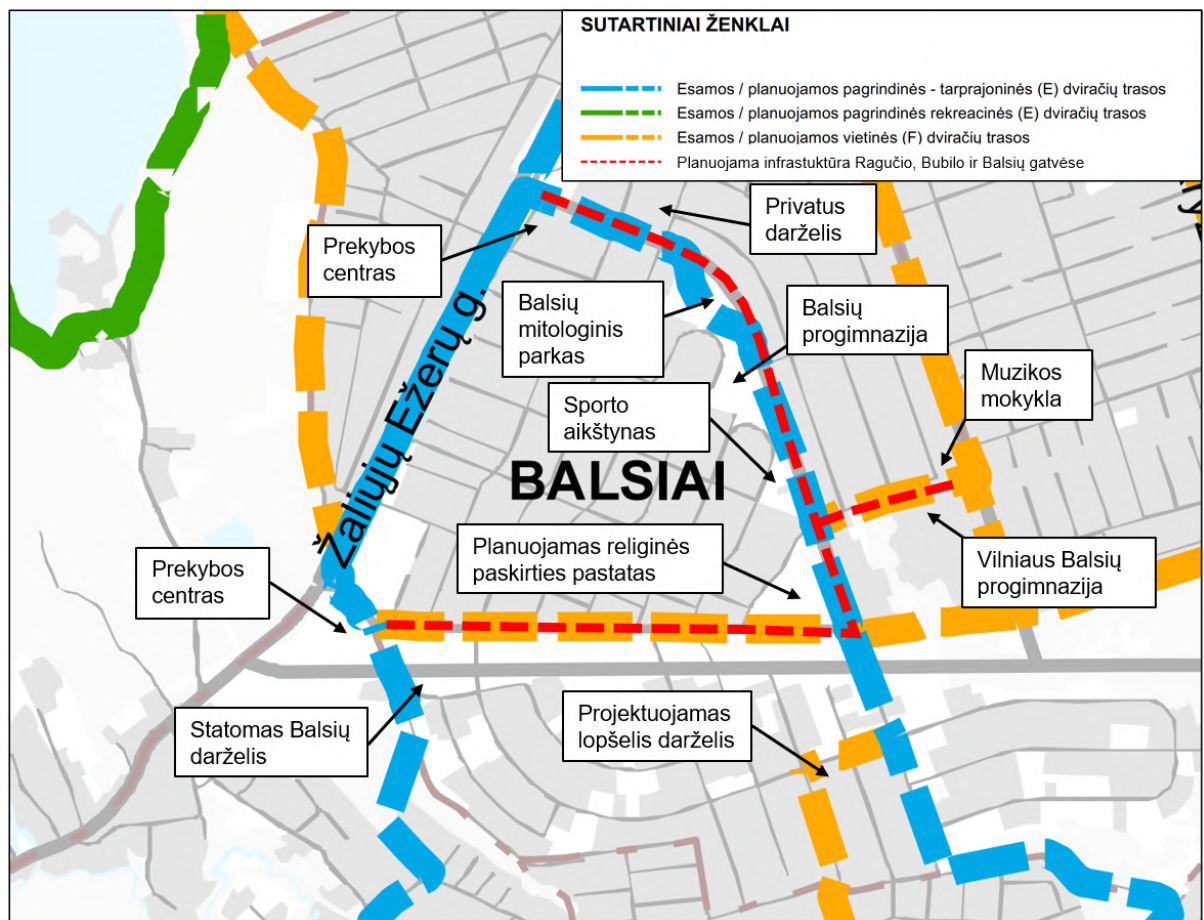 SUTARTINIAI ŽENKLAI
Esamos / planuojamos pagrindinės - tarprajoninės (E) dviračių trasos
Esamos / planuojamos pagrindinės rekreacinės (E) dviračių trasos
Esamos / planuojamos vietinės (F) dviračių trasos
Planuojama infrastuktūra Ragučio, Bubilo ir Balsių gatvėse
Privatus
darželis
Prekybos
centras
Balsių
mitologinis
parkas
Balsių
progimnazija
Muzikos
mokykla
Sporto
aikštynas
Žaliųjų Ežerų g.
BALSIAI
Planuojamas religinės
paskirties pastatas
Vilniaus Balsių
progimnazija
Prekybos
centras
Statomas Balsių
darželis
Projektuojamas
lopšelis darželis